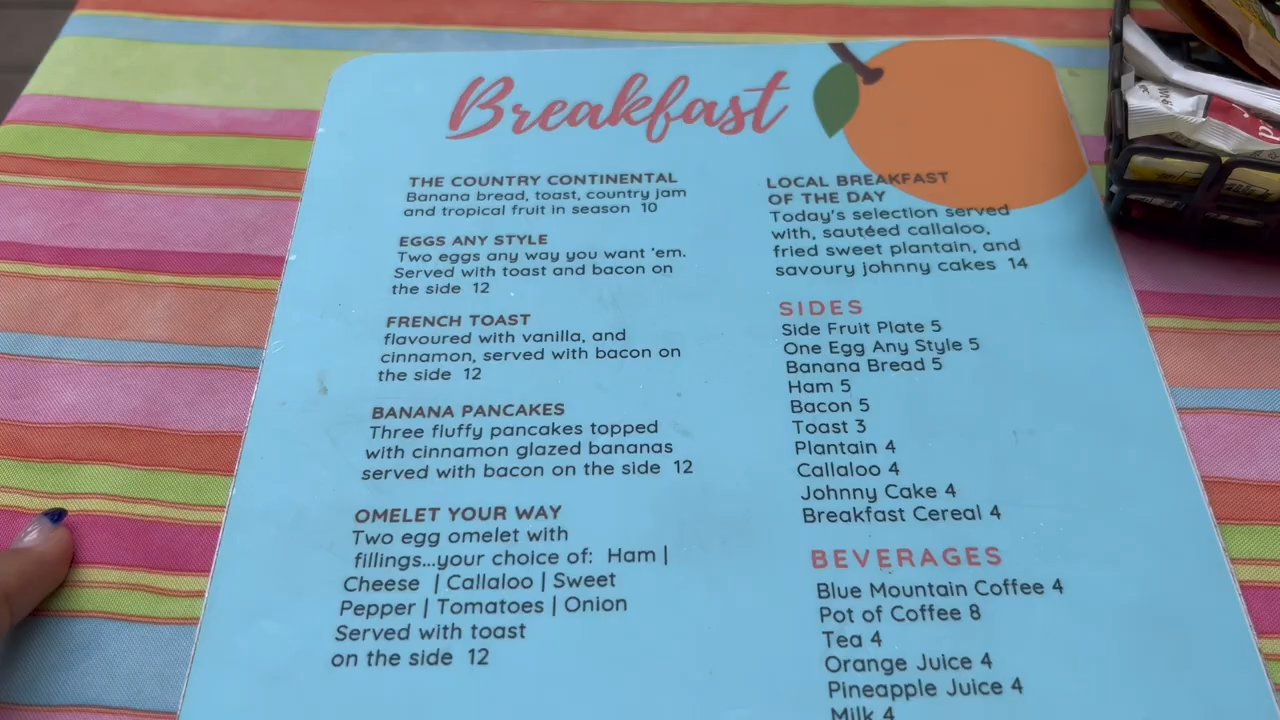 Breakfast
THE COUNTRY CONTINENTAL
Banana bread, toast, country jam
and tropical fruit in season 10
EGGS ANY STYLE
Two eggs any way you want 'em.
Served with toast and bacon on
the side 12
FRENCH TOAST
flavoured with vanilla, and
cinnamon, served with bacon on
the side 12
BANANA PANCAKES
Three fluffy pancakes topped
with cinnamon glazed bananas
served with bacon on the side 12
OMELET YOUR WAY
Two egg omelet with
fillings...your choice of: Ham |
Cheese | Callaloo | Sweet
Pepper | Tomatoes | Onion
Served with toast
on the side 12
LOCAL BREAKFAST
OF THE DAY
Today's selection served
with, sautéed callaloo,
fried sweet plantain, and
savoury johnny cakes 14
SIDES
Side Fruit Plate 5
One Egg Any Style 5
Banana Bread 5
Ham 5
Bacon 5
Toast 3
Plantain 4
Callaloo 4
Johnny Cake 4
Breakfast Cereal 4
BEVERAGES
Blue Mountain Coffee 4
Pot of Coffee 8
Tea 4
Orange Juice 4
Pineapple Juice 4
Milk 4